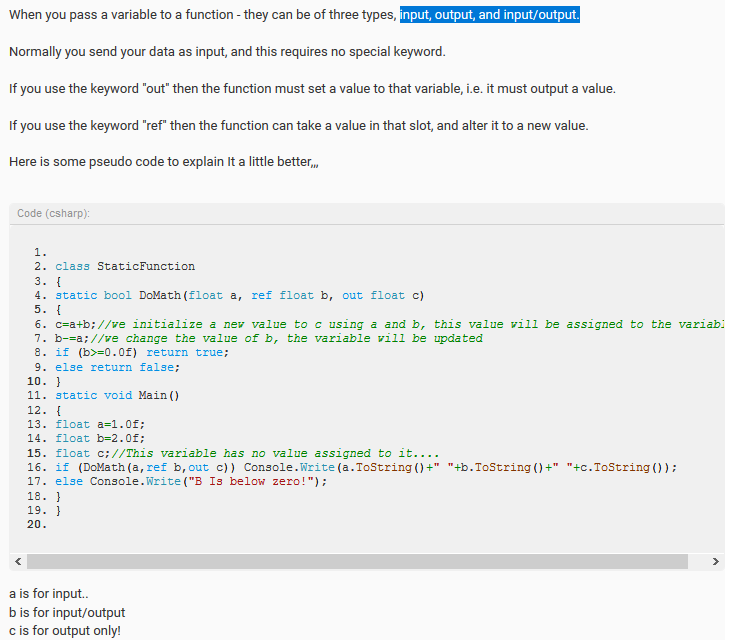 When you pass a variable to a function - they can be of three types, input, output, and input/output.
Normally you send your data as input, and this requires no special keyword.
If you use the keyword "out" then the function must set a value to that variable, i.e. it must output a value.
If you use the keyword "ref" then the function can take a value in that slot, and alter it to a new value.
Here is some pseudo code to explain It a little better,,,
Code (csharp):
1.
2. class StaticFunction
3. {
4. static bool DoMath(float a, ref float b, out float c)
5. {
6. c=a+b;//we initialize a new value to c using a and b, this value will be assigned to the
7. b-=a;//we change the value of b, the variable will be updated
8. if (b>=0.0f) return true;
9. else return false;
10. }
11. static void Main()
12. {
13. float a=1.0f;
14. float b=2.0f;
15. float c;//This variable has no value assigned to it....
16. if (DoMath(a,ref b,out c)) Console.Write(a.ToString()+" "+b.ToString()+" "+c.ToString());
17. else Console.Write("B Is below zero!");
18. }
19. }
20.
a is for input..
b is for input/output
c is for output only!